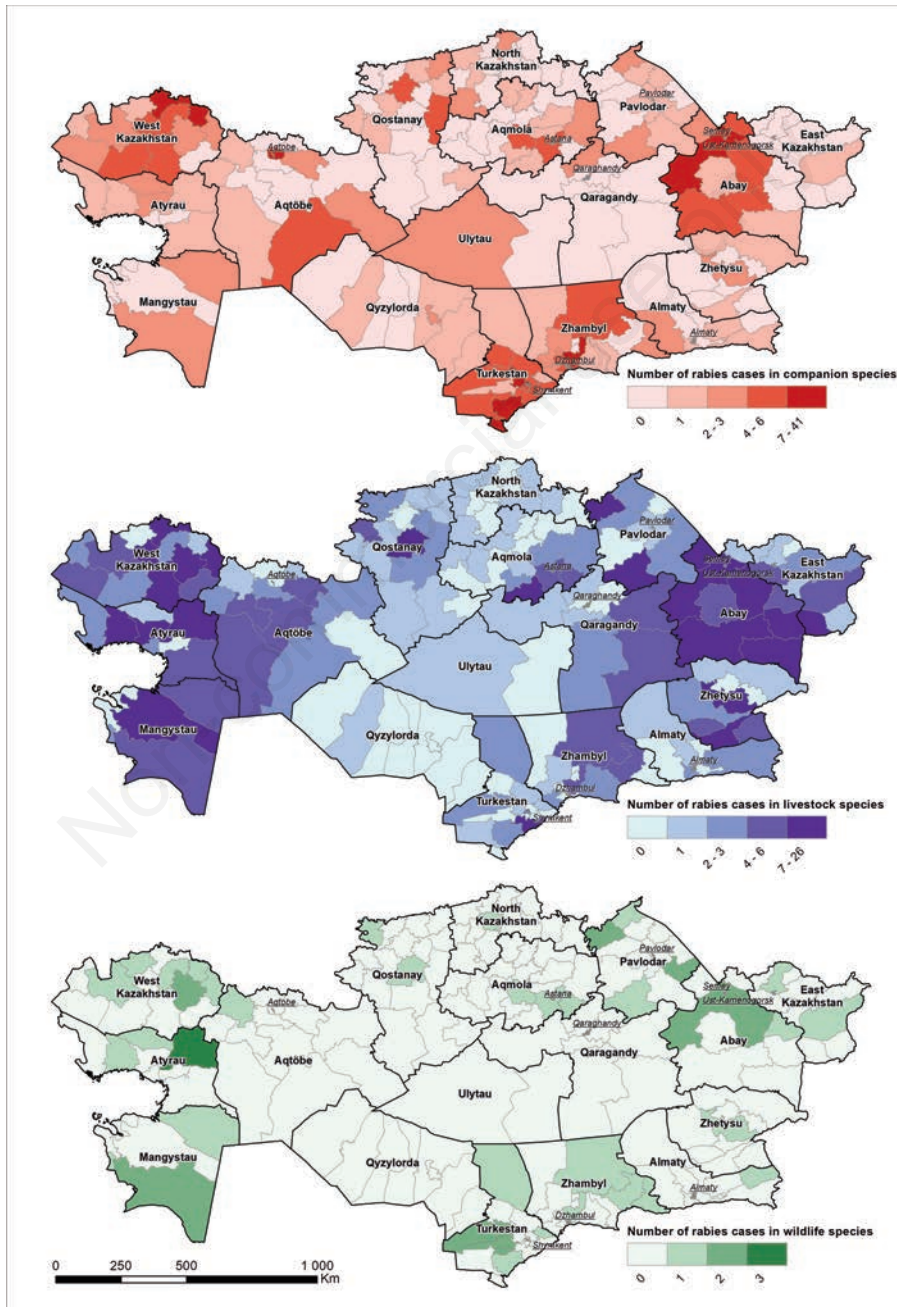 North
Kazakhstan
Pavlodar
Pavlodar
West
Kazakhstan
Qostanay
Aqmola
Astana
Semey
East
Kazakhstan
Ust-Kamenogorsk
Aqtobe
Qaraghandy
Abay
Atyrau
Aqtöbe
Qaragandy
Ulytau
Zhetysu
Mangystau
Qyzylorda
Almaty
Zhambyl
Almaty
Dzhambul
Turkestan
Shymkent
Number of rabies cases in companion species
0
1
2 - 3
4 - 6
7 - 41
North
Kazakhstan
Pavlodar
Pavlodar
West
Kazakhstan
Qostanay
Aqmola
Astana
Semey
East
Kazakhstan
Ust-Kamenogorsk
Aqtobe
Qaraghandy
Abay
Atyrau
Aqtöbe
Qaragandy
Ulytau
Zhetysu
Mangystau
Qyzylorda
Almaty
Zhambyl
Almaty
Dzhambul
Turkestan
Shymkent
Number of rabies cases in livestock species
0
1
2 - 3
4 - 6
7 - 26
North
Kazakhstan
Pavlodar
Pavlodar
West
Kazakhstan
Qostanay
Aqmola
Astana
Semey
East
Kazakhstan
Ust-Kamenogorsk
Aqtobe
Qaraghandy
Abay
Atyrau
Aqtöbe
Qaragandy
Ulytau
Zhetysu
Mangystau
Qyzylorda
Almaty
Zhambyl
Almaty
Dzhambul
Turkestan
Shymkent
Number of rabies cases in wildlife species
0
1
2
3
0 250 500 1 000
Km